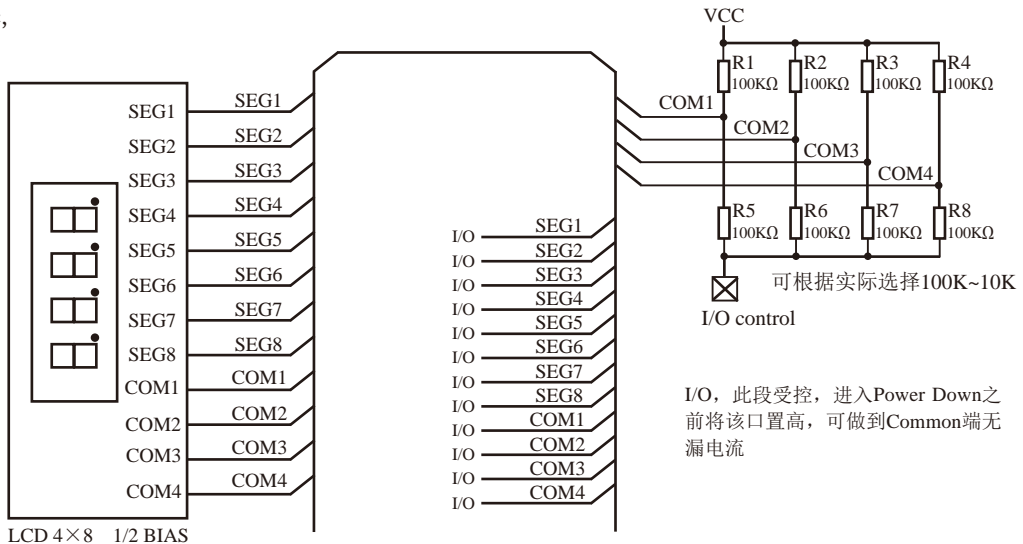 ,
VCC
R1
100KΩ
R2
100KΩ
R3
100KΩ
R4
100KΩ
COM1
COM2
COM3
COM4
R5
100KΩ
R6
100KΩ
R7
100KΩ
R8
100KΩ
可根据实际选择100K~10K
I/O control
I/O，此段受控，进入Power Down之
前将该口置高，可做到Common端无
漏电流
SEG1
SEG2
SEG3
SEG4
SEG5
SEG6
SEG7
SEG8
COM1
COM2
COM3
COM4
SEG1
SEG2
SEG3
SEG4
SEG5
SEG6
SEG7
SEG8
COM1
COM2
COM3
COM4
I/O SEG1
I/O SEG2
I/O SEG3
I/O SEG4
I/O SEG5
I/O SEG6
I/O SEG7
I/O SEG8
I/O COM1
I/O COM2
I/O COM3
I/O COM4
LCD 4×8 1/2 BIAS